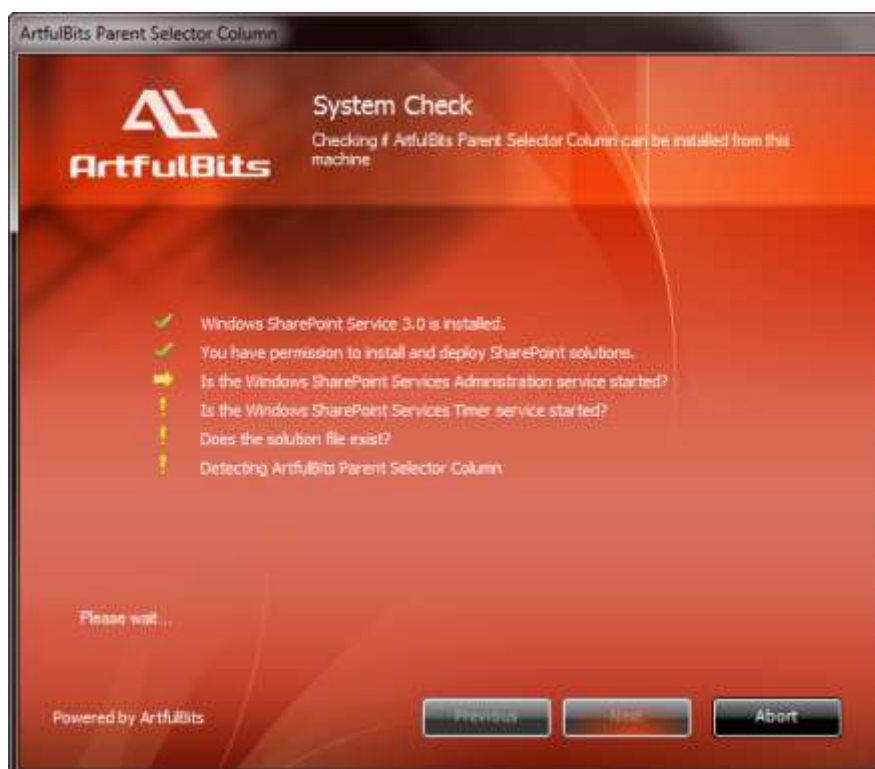 ArtfulBits Parent Selector Column
System Check
Checking if ArtfulBits Parent Selector Column can be installed from this
machine
ArtfulBits
Windows SharePoint Service 3.0 is installed.
You have permission to install and deploy SharePoint solutions.
Is the Windows SharePoint Services Administration service started?
Is the Windows SharePoint Services Timer service started?
Does the solution file exist?
Detecting ArtfulBits Parent Selector Column
Please wait...
Powered by ArtfulBits
Previous
Next
Abort